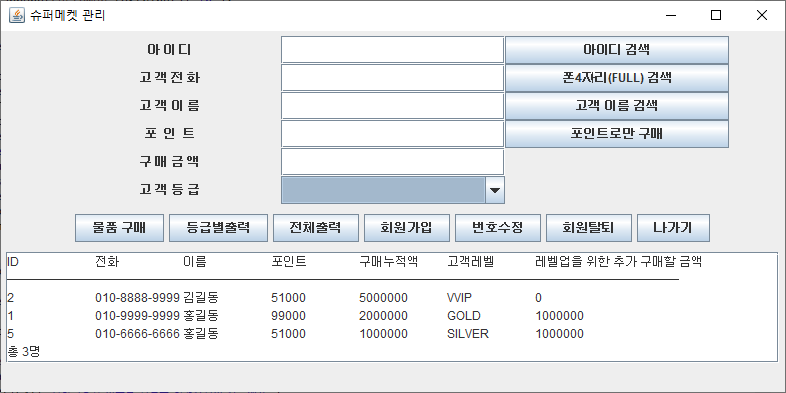 슈퍼메켓 관리
아 이 디 아이디 검색
고 객 전 화 폰4자리(FULL) 검색
고 객 이 름 고객 이름 검색
포 인 트 포인트로만 구매
구 매 금 액
고 객 등 급
물품 구매 등급별출력 전체출력 회원가입 번호수정 회원탈퇴 나가기
ID 전화 이름 포인트 구매누적액 고객레벨 레벨업을 위한 추가 구매할 금액
2 010-8888-9999 김길동 51000 5000000 VVIP 0
1 010-9999-9999 홍길동 99000 2000000 GOLD 1000000
5 010-6666-6666 홍길동 51000 1000000 SILVER 1000000
총 3명